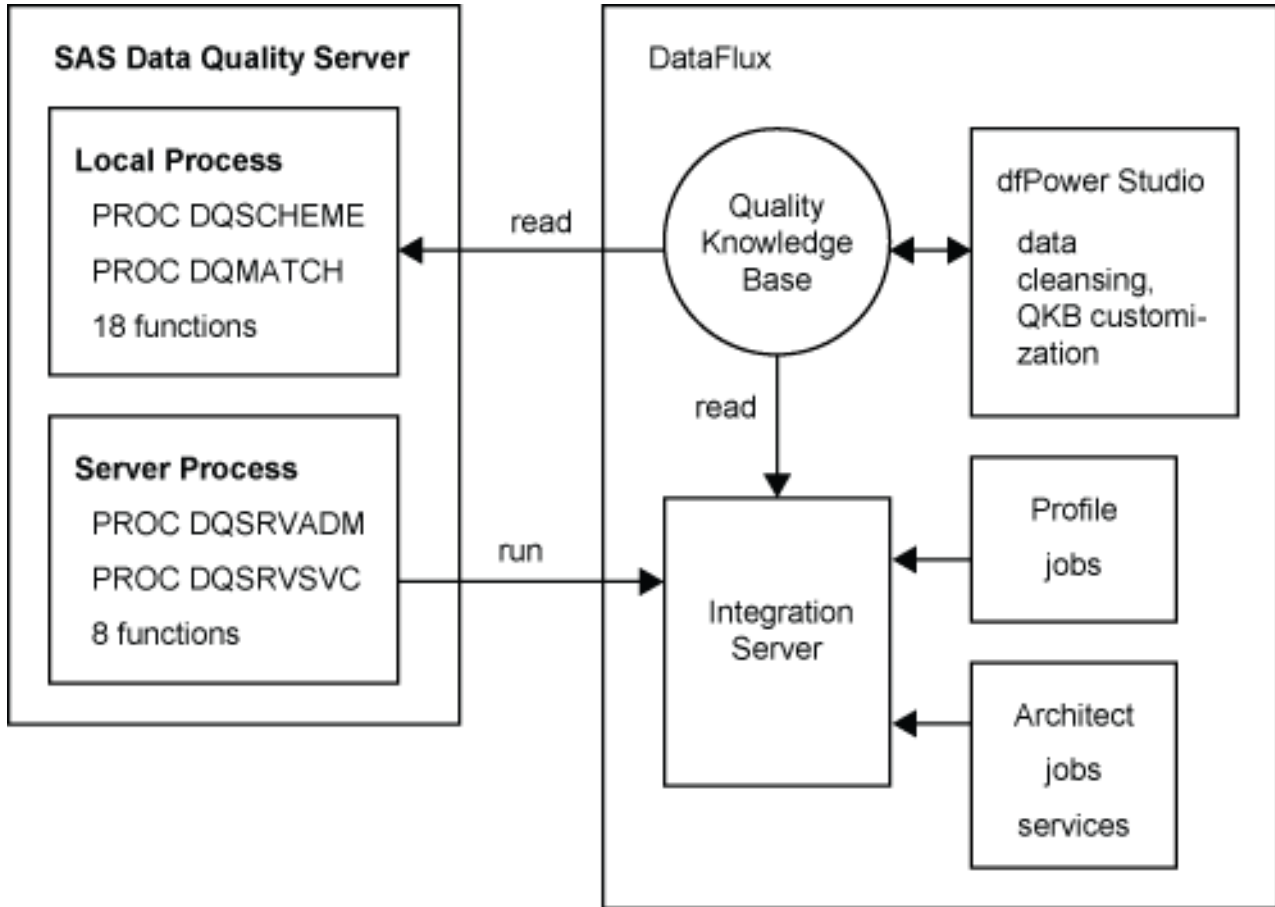 SAS Data Quality Server
Local Process
PROC DQSCHEME
PROC DQMATCH
18 functions
Server Process
PROC DQSRVADM
PROC DQSRVSVC
8 functions
read
run
DataFlux
Quality
Knowledge
Base
read
Integration
Server
dfPower Studio
data
cleansing,
QKB customi-
zation
Profile
jobs
Architect
jobs
services